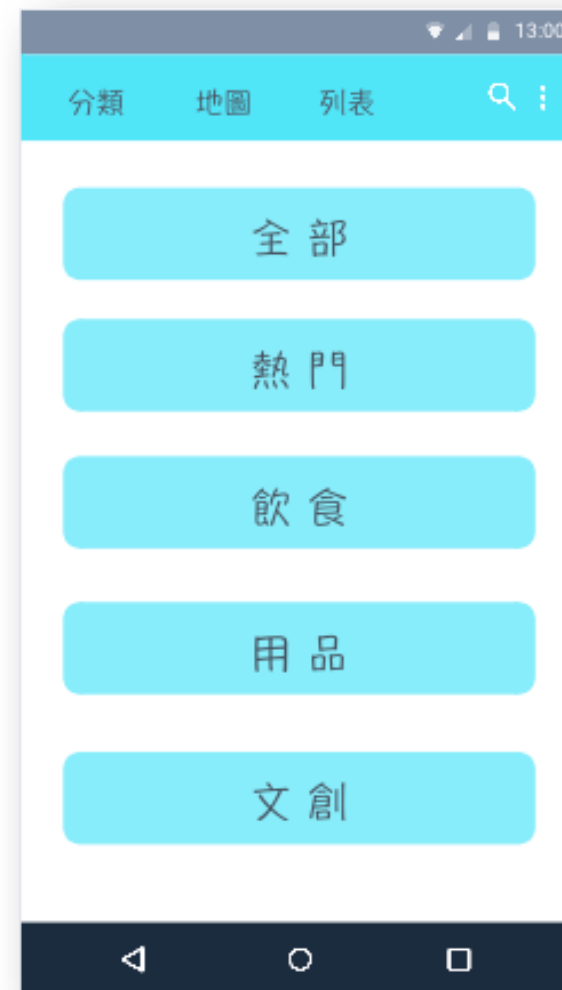 13:00
分類 地圖 列表
全部
熱門
飲食
用品
文創